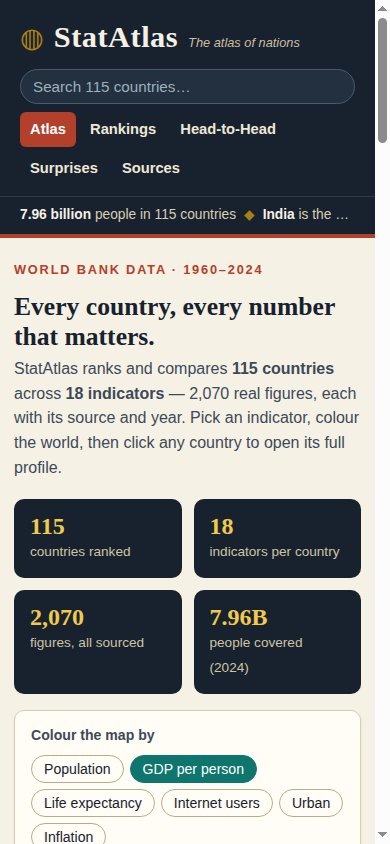 StatAtlas The atlas of nations
Search 115 countries…
Atlas Rankings Head-to-Head
Surprises Sources
7.96 billion people in 115 countries ◆ India is the …
WORLD BANK DATA · 1960–2024
Every country, every number
that matters.
StatAtlas ranks and compares 115 countries
across 18 indicators — 2,070 real figures, each
with its source and year. Pick an indicator, colour
the world, then click any country to open its full
profile.
115
countries ranked
18
indicators per country
2,070
figures, all sourced
7.96B
people covered
(2024)
Colour the map by
Population GDP per person
Life expectancy Internet users Urban
Inflation